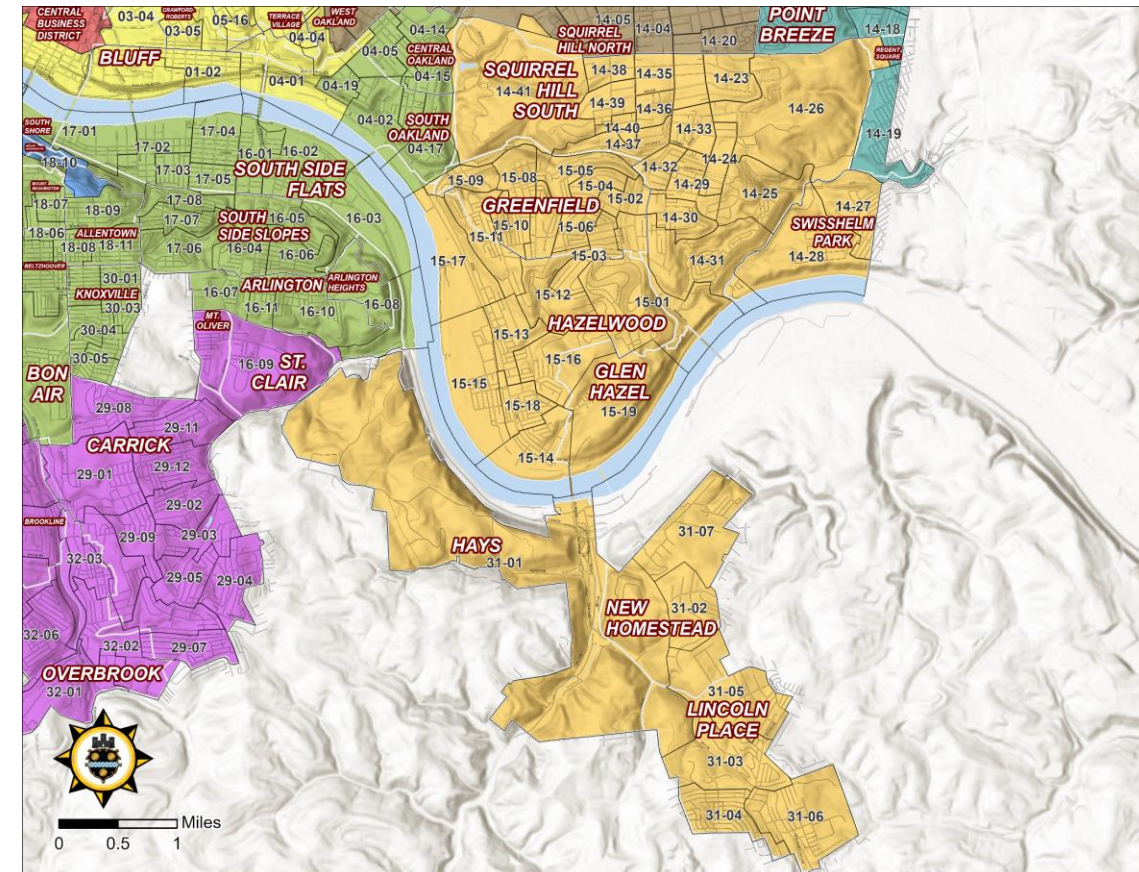 CENTRAL
BUSINESS
DISTRICT
03-04
CRAWFORD-
ROBERTS
03-05
05-16
TERRACE
VILLAGE
04-04
WEST
OAKLAND
BLUFF
01-02
04-01
04-19
04-05
04-14
CENTRAL
OAKLAND
04-15
04-02
SOUTH
OAKLAND
04-17
14-05
14-04
SQUIRREL
HILL NORTH
14-20
POINT
BREEZE
14-18
REGENT
SQUARE
SQUIRREL
HILL
SOUTH
14-41
14-38
14-35
14-23
14-39
14-36
14-26
14-40
14-37
14-33
14-19
14-24
14-32
14-29
14-25
14-30
14-31
14-27
SWISSHELM
PARK
14-28
SOUTH
SHORE
17-01
17-02
17-04
18-10
17-03
17-05
16-01
16-02
SOUTH SIDE
FLATS
MOUNT
WASHINGTON
18-07
18-09
17-08
17-07
SOUTH
SIDE SLOPES
16-05
16-03
18-06
ALLENTOWN
18-08
18-11
17-06
16-04
16-06
BELTZHOOVER
30-01
KNOXVILLE
30-03
16-07
ARLINGTON
ARLINGTON
HEIGHTS
16-11
16-10
16-08
30-04
30-05
MT.
OLIVER
16-09
ST.
CLAIR
BON
AIR
15-09
15-08
15-05
15-04
15-02
GREENFIELD
15-10
15-06
15-11
15-03
15-17
15-12
15-01
HAZELWOOD
15-13
15-16
GLEN
HAZEL
15-15
15-18
15-19
15-14
29-08
29-11
CARRICK
29-01
29-12
29-02
BROOKLINE
29-09
29-03
32-03
29-05
29-04
32-06
32-02
29-07
OVERBROOK
32-01
HAYS
31-01
31-07
NEW
HOMESTEAD
31-02
31-05
LINCOLN
PLACE
31-03
31-04
31-06
Miles
0 0.5 1